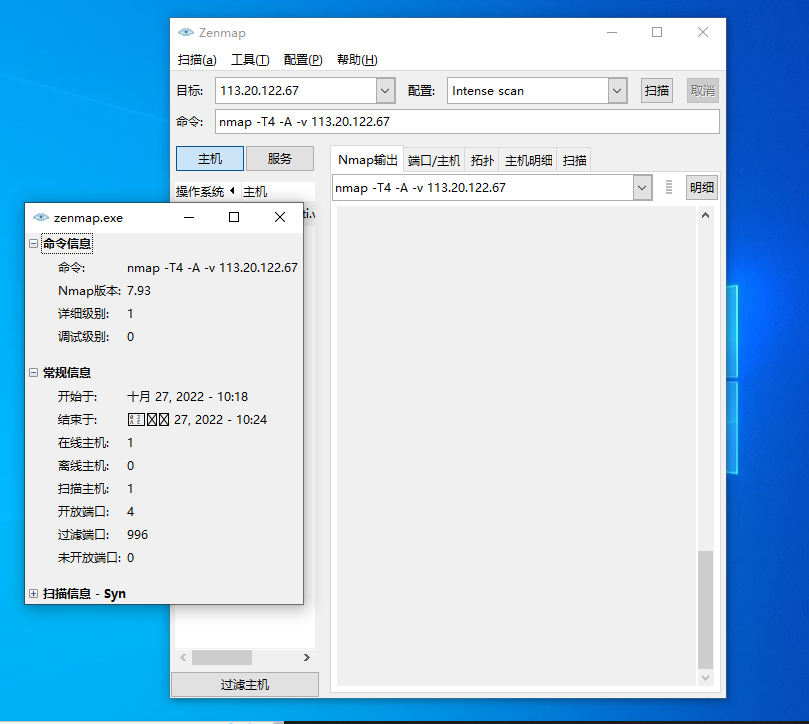 Zenmap
扫描(a) 工具(T) 配置(P) 帮助(H)
目标: 113.20.122.67 配置: Intense scan 扫描 取消
命令: nmap -T4 -A -v 113.20.122.67
主机 服务
操作系统 主机
Nmap输出 端口/主机 拓扑 主机明细 扫描
nmap -T4 -A -v 113.20.122.67 明细
zenmap.exe
命令信息
命令: nmap -T4 -A -v 113.20.122.67
Nmap版本: 7.93
详细级别: 1
调试级别: 0
常规信息
开始于: 十月 27, 2022 - 10:18
结束于: 27, 2022 - 10:24
在线主机: 1
离线主机: 0
扫描主机: 1
开放端口: 4
过滤端口: 996
未开放端口: 0
扫描信息 - Syn
过滤主机